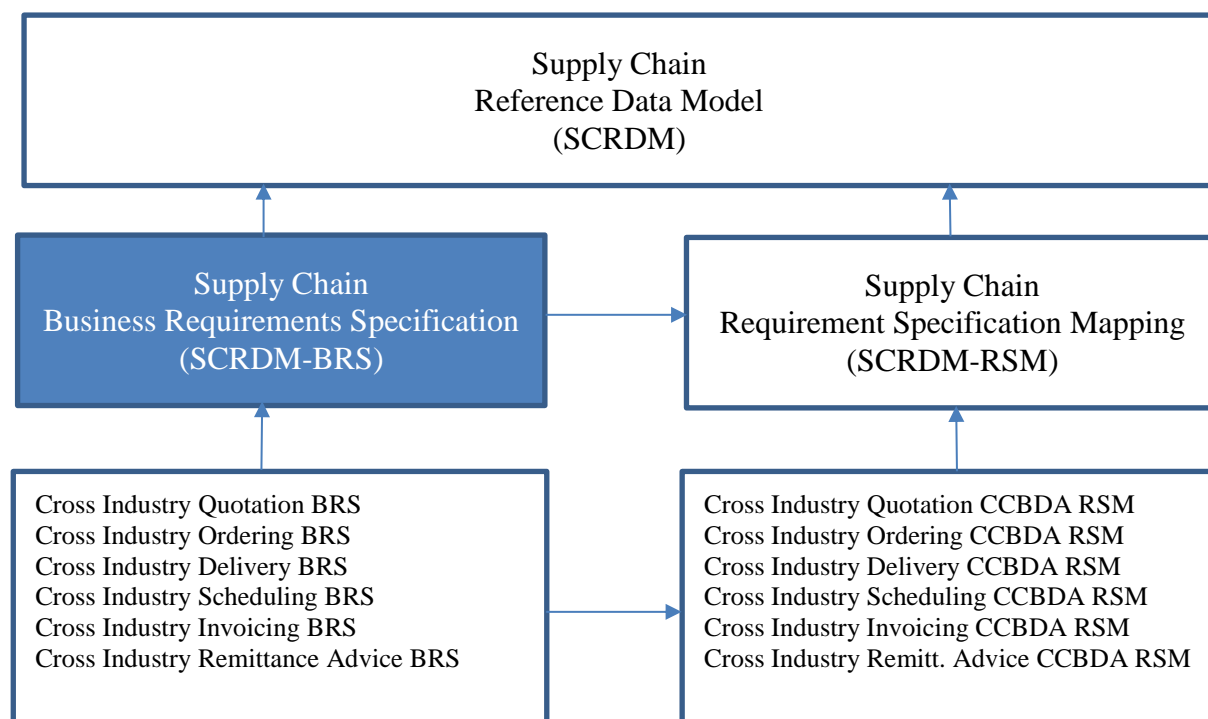 Supply Chain
Reference Data Model
(SCRDM)
Supply Chain
Business Requirements Specification
(SCRDM-BRS)
Supply Chain
Requirement Specification Mapping
(SCRDM-RSM)
Cross Industry Quotation BRS
Cross Industry Ordering BRS
Cross Industry Delivery BRS
Cross Industry Scheduling BRS
Cross Industry Invoicing BRS
Cross Industry Remittance Advice BRS
Cross Industry Quotation CCBDA RSM
Cross Industry Ordering CCBDA RSM
Cross Industry Delivery CCBDA RSM
Cross Industry Scheduling CCBDA RSM
Cross Industry Invoicing CCBDA RSM
Cross Industry Remitt. Advice CCBDA RSM